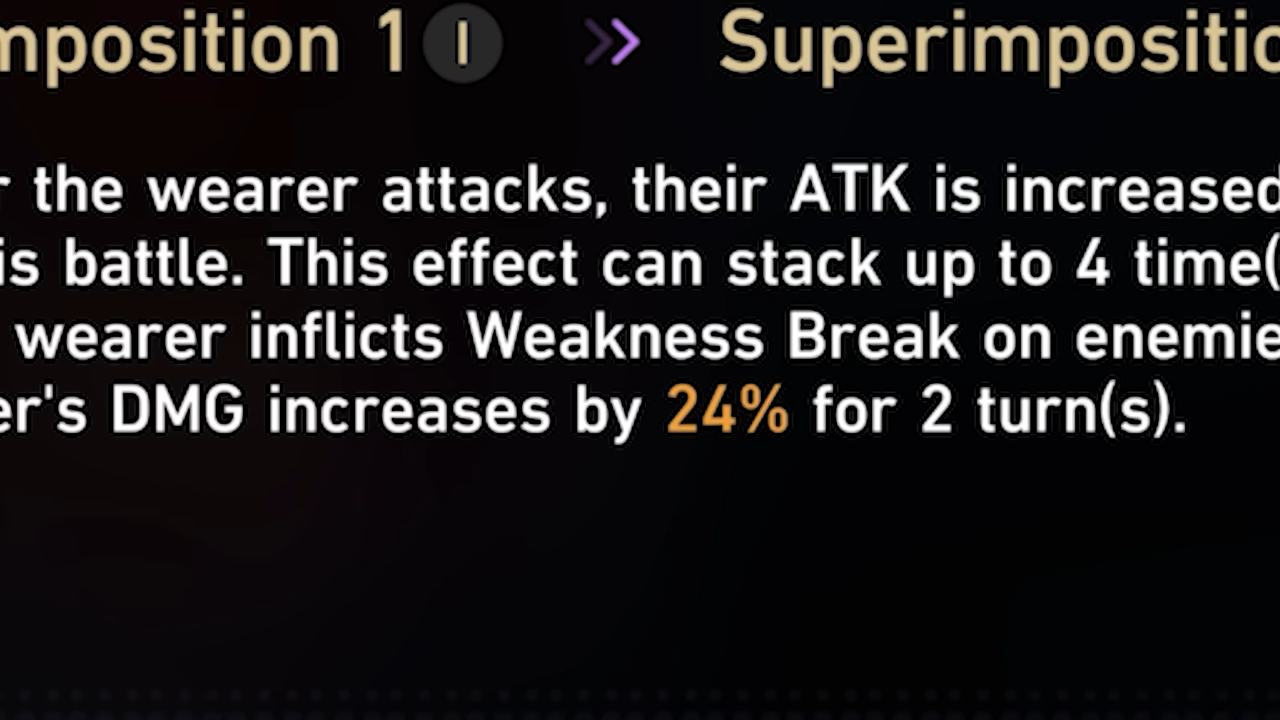 mposition 1 I » Superimpositio
r the wearer attacks, their ATK is increased
is battle. This effect can stack up to 4 time(
wearer inflicts Weakness Break on enemie
er's DMG increases by 24% for 2 turn(s).